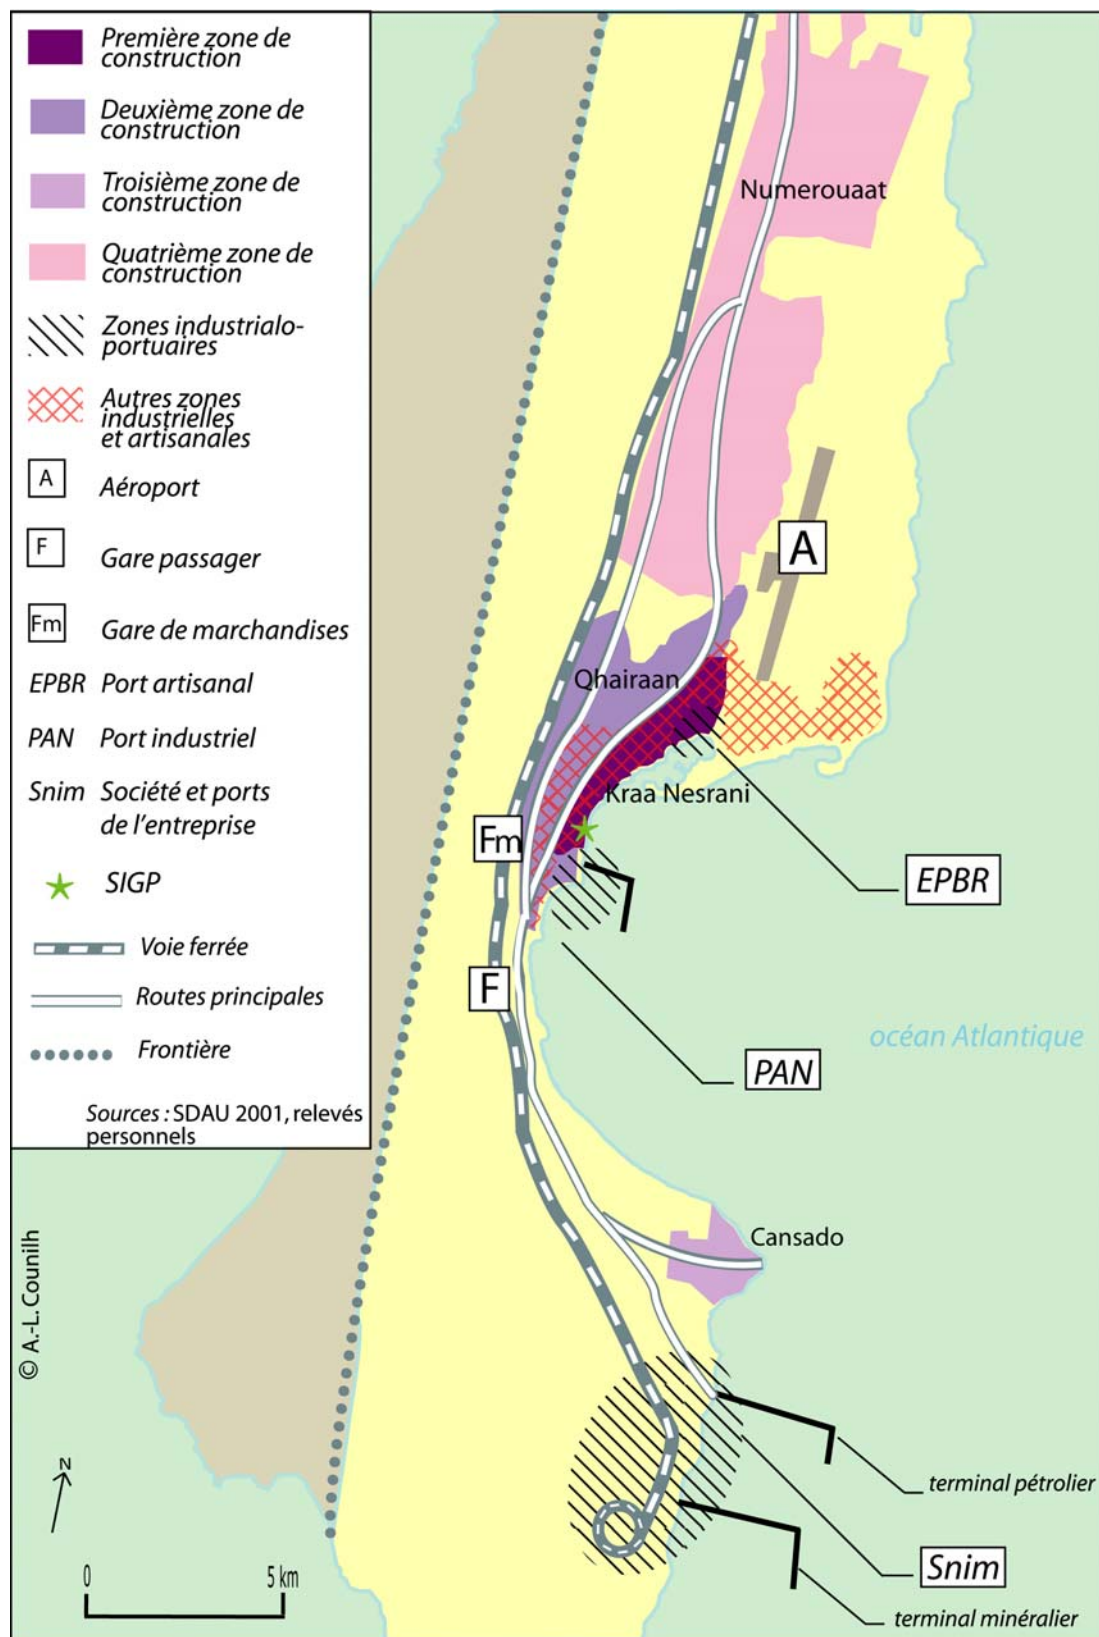 Première zone de
construction
Deuxième zone de
construction
Troisième zone de
construction
Quatrième zone de
construction
Zones industrialo-
portuaires
Autres zones
industrielles
et artisanales
A Aéroport
F Gare passager
Fm Gare de marchandises
EPBR Port artisanal
PAN Port industriel
Snim Société et ports
de l'entreprise
SIGP
Voie ferrée
Routes principales
Frontière
Sources : SDAU 2001, relevés
personnels
Numerouaat
A
Qhairaan
Kraa Nesrani
Fm
EPBR
F
océan Atlantique
PAN
Cansado
© A.-L. Counilh
N
terminal pétrolier
Snim
0 5 km
terminal minéralier